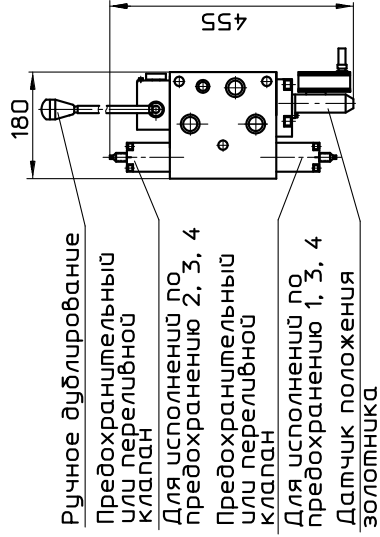 455
180
Ручное дублирование
Предохранительный
или переливной
клапан
Для исполнений по
предохранению 2, 3, 4
Предохранительный
или переливной
клапан
Для исполнений по
предохранению 1, 3, 4
Датчик положения
золотника